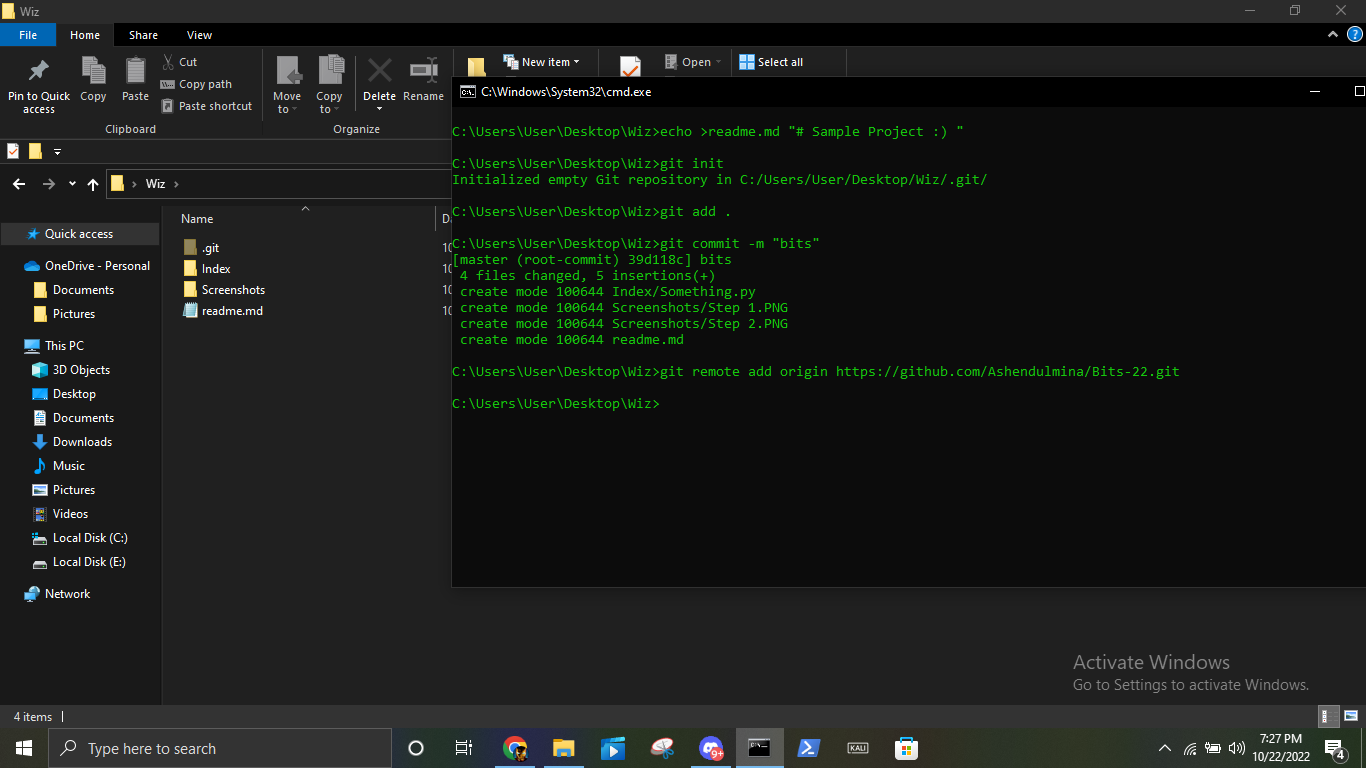 Wiz
File Home Share View
Pin to Quick access
Copy
Paste
Cut
Copy path
Paste shortcut
Clipboard
Move to
Copy to
Delete
Rename
Organize
New item
Open
Select all
Wiz
Name
Quick access
OneDrive - Personal
Documents
Pictures
This PC
3D Objects
Desktop
Documents
Downloads
Music
Pictures
Videos
Local Disk (C:)
Local Disk (E:)
Network
.git
Index
Screenshots
readme.md
C:\Windows\System32\cmd.exe
C:\Users\User\Desktop\Wiz>echo >readme.md "# Sample Project :) "
C:\Users\User\Desktop\Wiz>git init
Initialized empty Git repository in C:/Users/User/Desktop/Wiz/.git/
C:\Users\User\Desktop\Wiz>git add .
C:\Users\User\Desktop\Wiz>git commit -m "bits"
[master (root-commit) 39d118c] bits
4 files changed, 5 insertions(+)
create mode 100644 Index/Something.py
create mode 100644 Screenshots/Step 1.PNG
create mode 100644 Screenshots/Step 2.PNG
create mode 100644 readme.md
C:\Users\User\Desktop\Wiz>git remote add origin https://github.com/Ashendulmina/Bits-22.git
C:\Users\User\Desktop\Wiz>
Activate Windows
Go to Settings to activate Windows.
4 items
Type here to search
9+
KALI
7:27 PM
10/22/2022
4